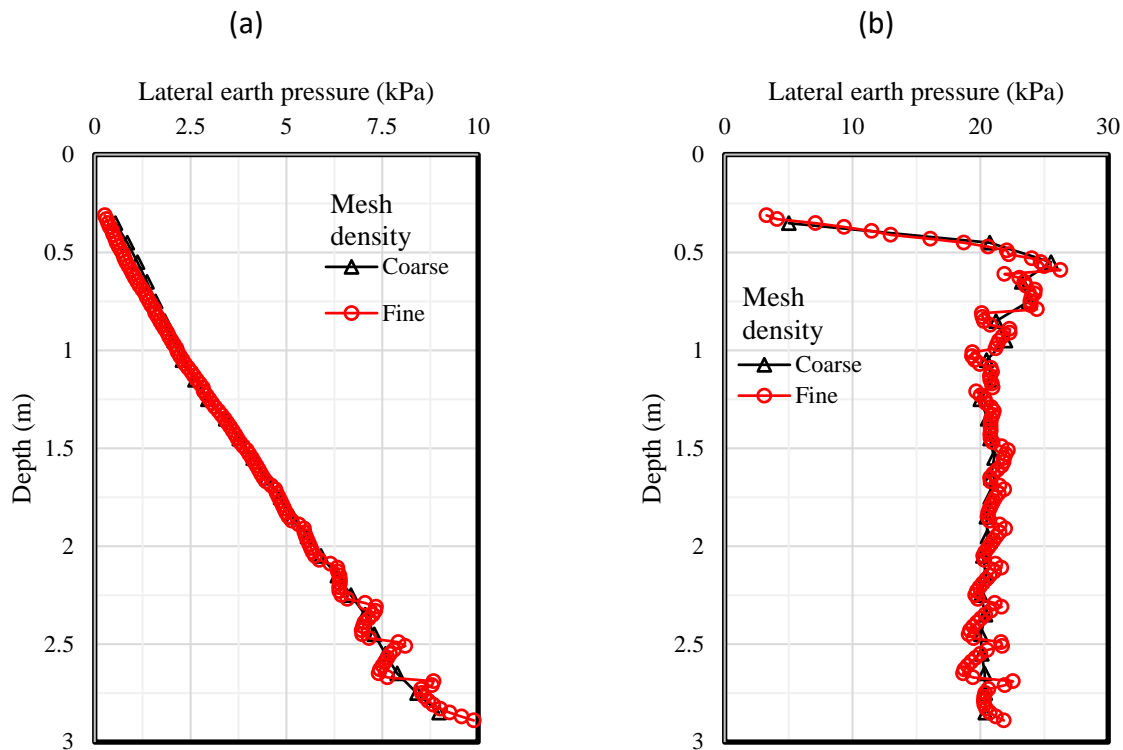 (a)
Lateral earth pressure (kPa)
0 2.5 5 7.5 10
0
0.5
1
1.5
2
2.5
3
Depth (m)
Mesh
density
Coarse
Fine
(b)
Lateral earth pressure (kPa)
0 10 20 30
0
0.5
1
1.5
2
2.5
3
Depth (m)
Mesh
density
Coarse
Fine